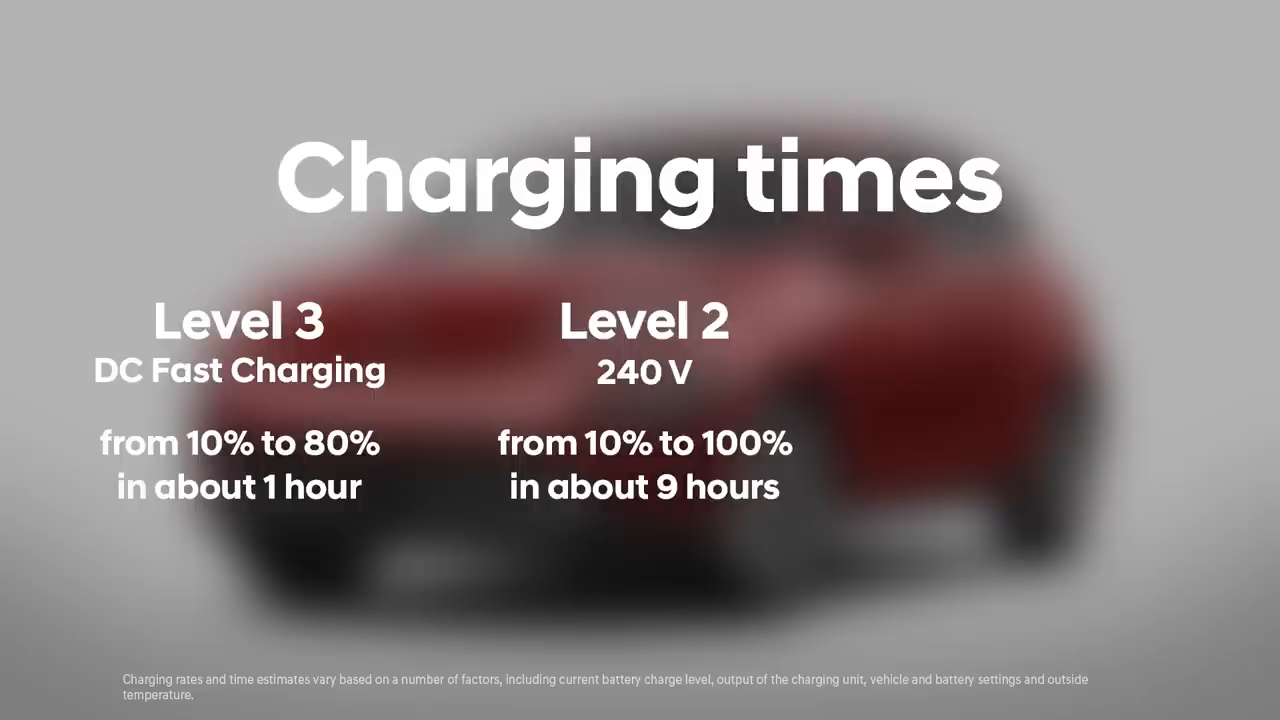 Charging times
Level 3
DC Fast Charging
from 10% to 80%
in about 1 hour
Level 2
240 V
from 10% to 100%
in about 9 hours
Charging rates and time estimates vary based on a number of factors, including current battery charge level, output of the charging unit, vehicle and battery settings and outside
temperature.